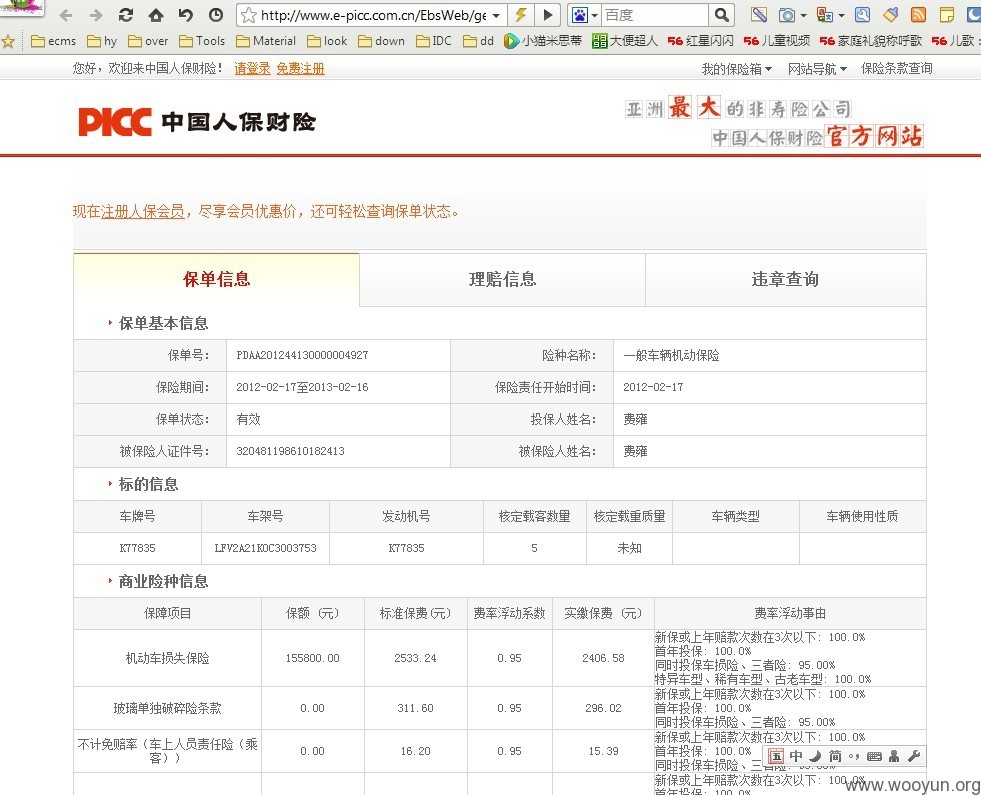 http://www.e-picc.com.cn/EbsWeb/ge
百度
ecms hy over Tools Material look down IDC dd 小猫米思蒂 大便超人 56 红星闪闪 56 儿童视频 56 家庭礼貌称呼歌 56 儿歌
您好，欢迎来中国人保财险！ 请登录 免费注册 我的保险箱 网站导航 保险条款查询
PICC 中国人保财险
亚洲最大的非寿险公司
中国人保财险官方网站
现在注册人保会员，尽享会员优惠价，还可轻松查询保单状态。
保单信息 理赔信息 违章查询
保单基本信息
保单号： PDAA201244130000004927 险种名称： 一般车辆机动保险
保险期间： 2012-02-17至2013-02-16 保险责任开始时间： 2012-02-17
保单状态： 有效 投保人姓名： 费雍
被保险人证件号： 320481198610182413 被保险人姓名： 费雍
标的信息
车牌号 车架号 发动机号 核定载客数量 核定载重质量 车辆类型 车辆使用性质
K77835 LFV2A21K0C3003753 K77835 5 未知
商业险种信息
保障项目 保额（元） 标准保费(元) 费率浮动系数 实缴保费（元） 费率浮动事由
机动车损失保险 155800.00 2533.24 0.95 2406.58
新保或上年赔款次数在3次以下：100.0%
首年投保：100.0%
同时投保车损险、三者险：95.00%
特异车型、稀有车型、古老车型：100.0%
玻璃单独破碎险条款 0.00 311.60 0.95 296.02
新保或上年赔款次数在3次以下：100.0%
首年投保：100.0%
同时投保车损险、三者险：95.00%
不计免赔率（车上人员责任险（乘
客）） 0.00 16.20 0.95 15.39
新保或上年赔款次数在3次以下：100.0%
首年投保：100.0%
同时投保车损险、三
五 中 简
新保或上年赔款次数在3次以下：100.0%
首年投保：100.0%
www.wooyun.org